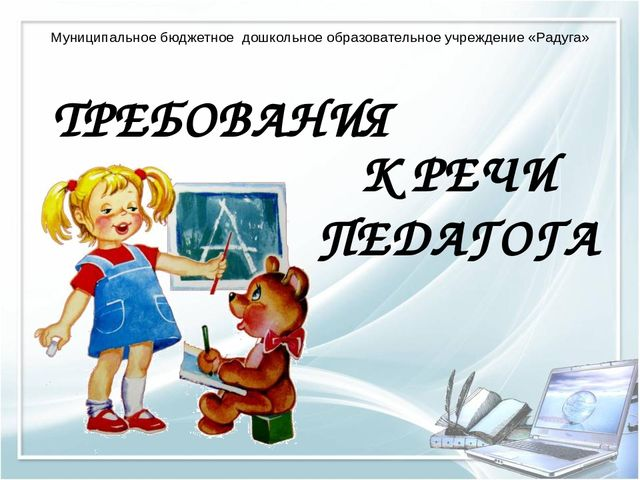 Муниципальное бюджетное дошкольное образовательное учреждение «Радуга»
ТРЕБОВАНИЯ
К РЕЧИ
ПЕДАГОГА
А